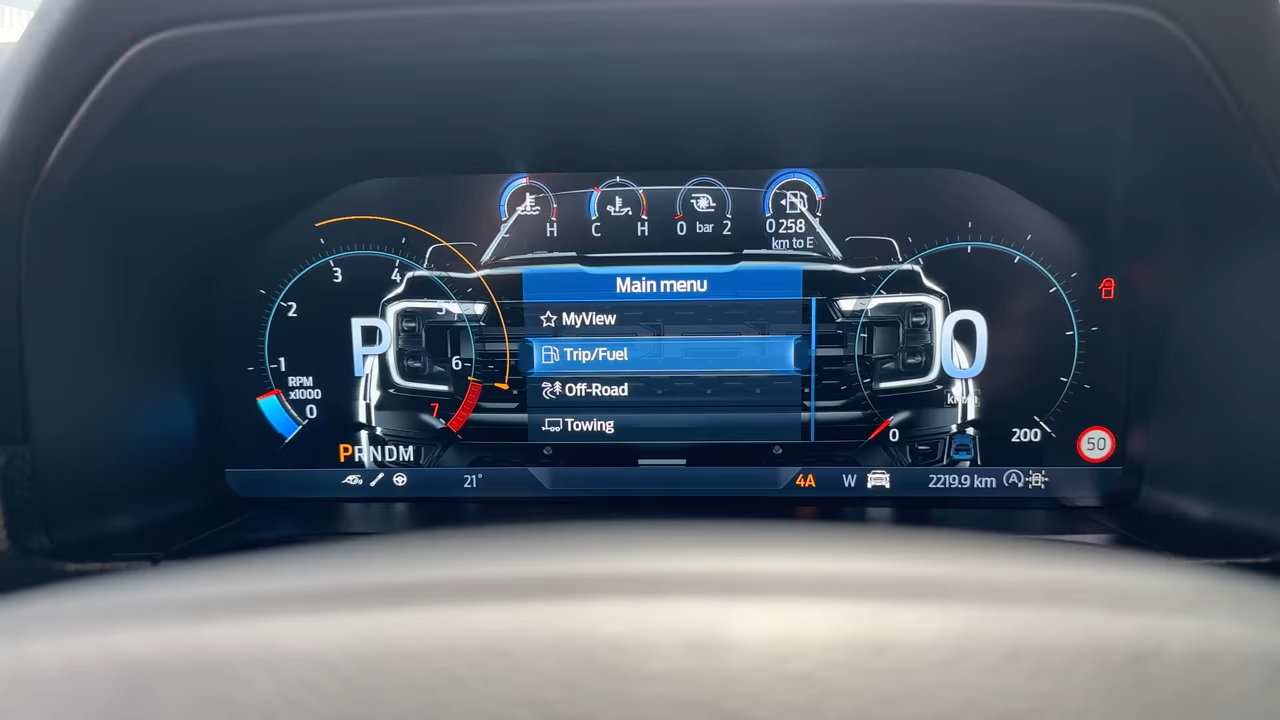 C H
C H
0 bar 2
0 258
km to E
Main menu
MyView
Trip/Fuel
Off-Road
Towing
0
1
2
3
4
5
6
7
RPM
x1000
P
PRNDM
0
km/h
0
200
50
21°
4A
W
2219.9 km
A